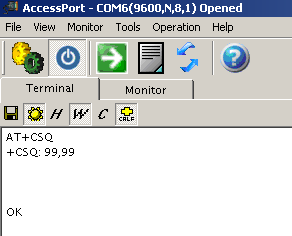 AccessPort - COM6(9600,N,8,1) Opened
File View Monitor Tools Operation Help
Terminal Monitor
H W C CRLF
AT+CSQ
+CSQ: 99,99
OK